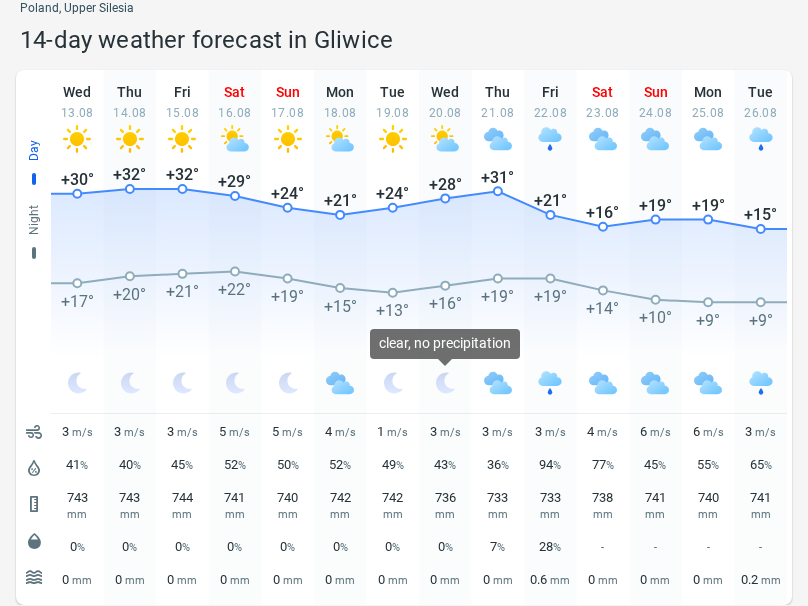 Poland, Upper Silesia
14-day weather forecast in Gliwice
Wed Thu Fri Sat Sun Mon Tue Wed Thu Fri Sat Sun Mon Tue
13.08 14.08 15.08 16.08 17.08 18.08 19.08 20.08 21.08 22.08 23.08 24.08 25.08 26.08
Day
+30° +32° +32° +29° +24° +21° +24° +28° +31° +21° +16° +19° +19° +15°
Night
+17° +20° +21° +22° +19° +15° +13° +16° +19° +19° +14° +10° +9° +9°
clear, no precipitation
3 m/s 3 m/s 3 m/s 5 m/s 5 m/s 4 m/s 1 m/s 3 m/s 3 m/s 3 m/s 4 m/s 6 m/s 6 m/s 3 m/s
41% 40% 45% 52% 50% 52% 49% 43% 36% 94% 77% 45% 55% 65%
743 743 744 741 740 742 742 736 733 733 738 741 740 741
mm mm mm mm mm mm mm mm mm mm mm mm mm mm
0% 0% 0% 0% 0% 0% 0% 0% 7% 28% - - - -
0 mm 0 mm 0 mm 0 mm 0 mm 0 mm 0 mm 0 mm 0 mm 0.6 mm 0 mm 0 mm 0 mm 0.2 mm